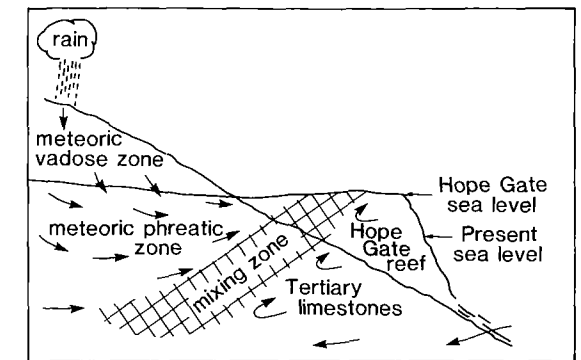 rain
meteoric
vadose zone
meteoric phreatic
zone
mixing zone
Hope Gate
sea level
Present
sea level
Hope
Gate
reef
Tertiary
limestones